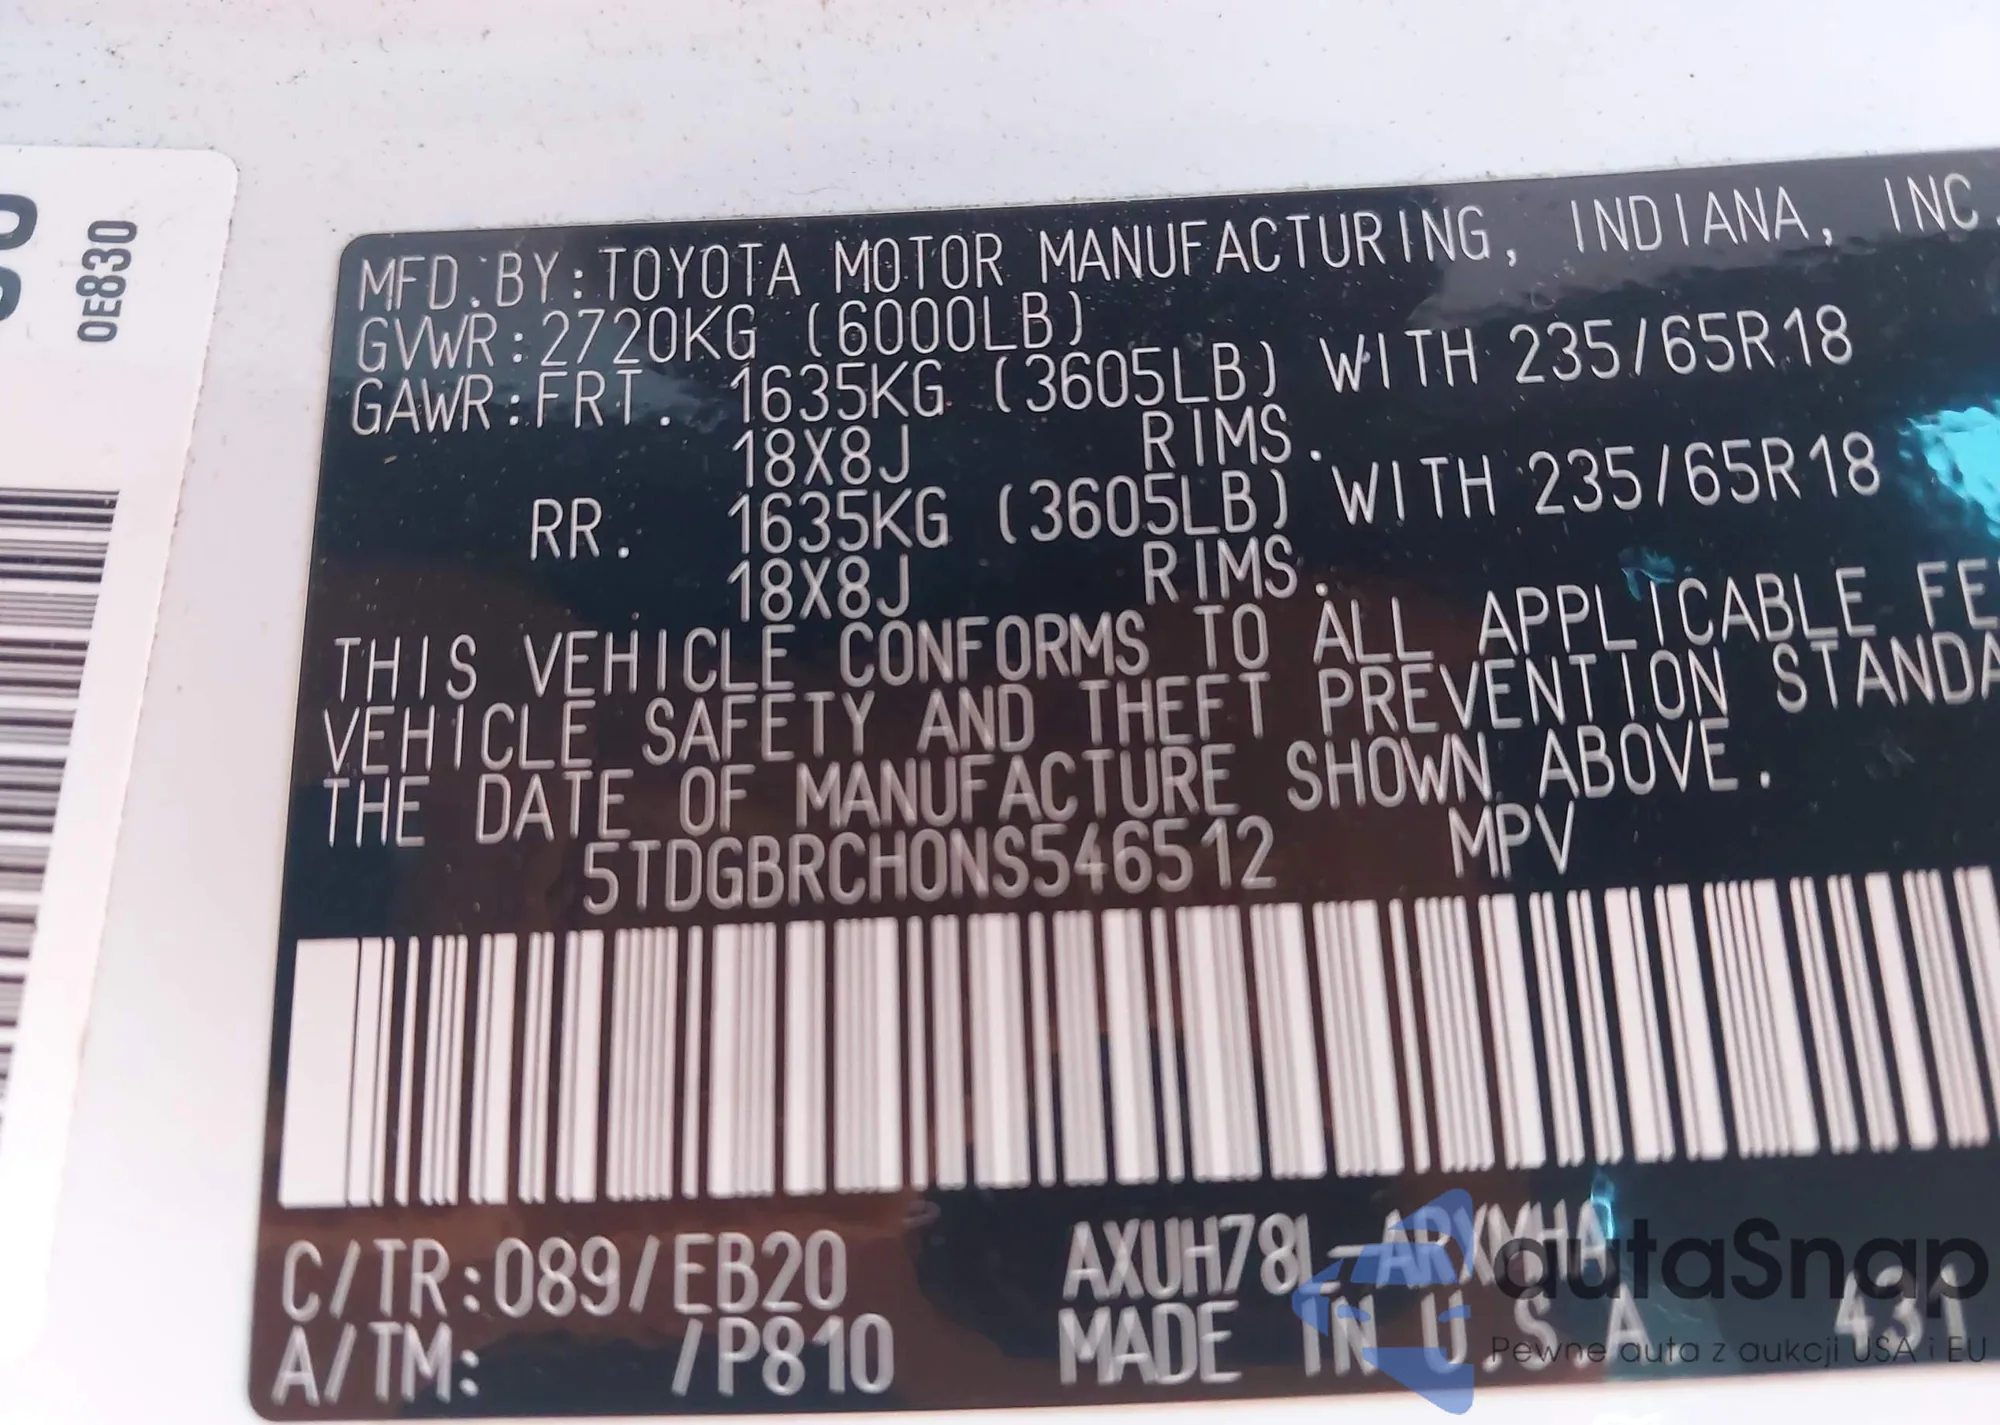 0E830
MFD.BY:TOYOTA MOTOR MANUFACTURING, INDIANA, INC.
GVWR:2720KG (6000LB)
GAWR:FRT. 1635KG (3605LB) WITH 235/65R18
18X8J RIMS.
RR. 1635KG (3605LB) WITH 235/65R18
18X8J RIMS.
THIS VEHICLE CONFORMS TO ALL APPLICABLE
VEHICLE SAFETY AND THEFT PREVENTION
THE DATE OF MANUFACTURE SHOWN ABOVE.
5TDGBRCH0NS546512 MPV
C/TR:089/EB20 AXUH78L-ARXMHA
A/TM: /P810 MADE IN U.S.A 431
autaSnap
Pewne auta z aukcji USA i EU